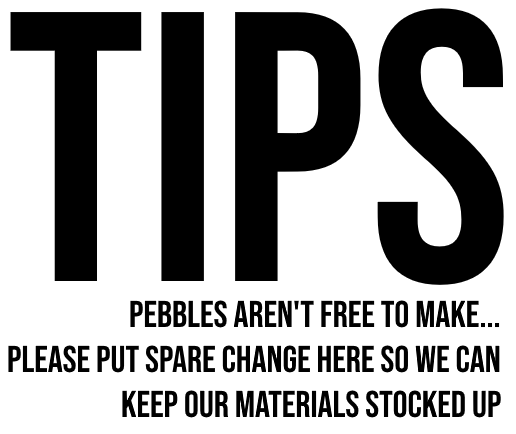 TIPS
PEBBLES AREN'T FREE TO MAKE...
PLEASE PUT SPARE CHANGE HERE SO WE CAN
KEEP OUR MATERIALS STOCKED UP